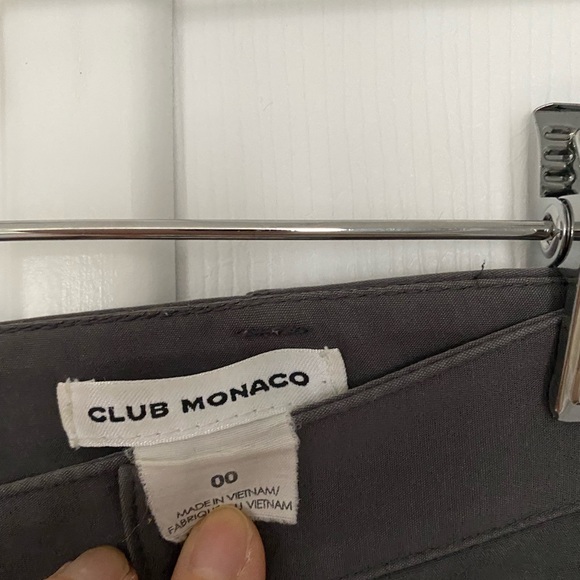 CLUB MONACO
00
MADE IN VIETNAM/
VIETNAM